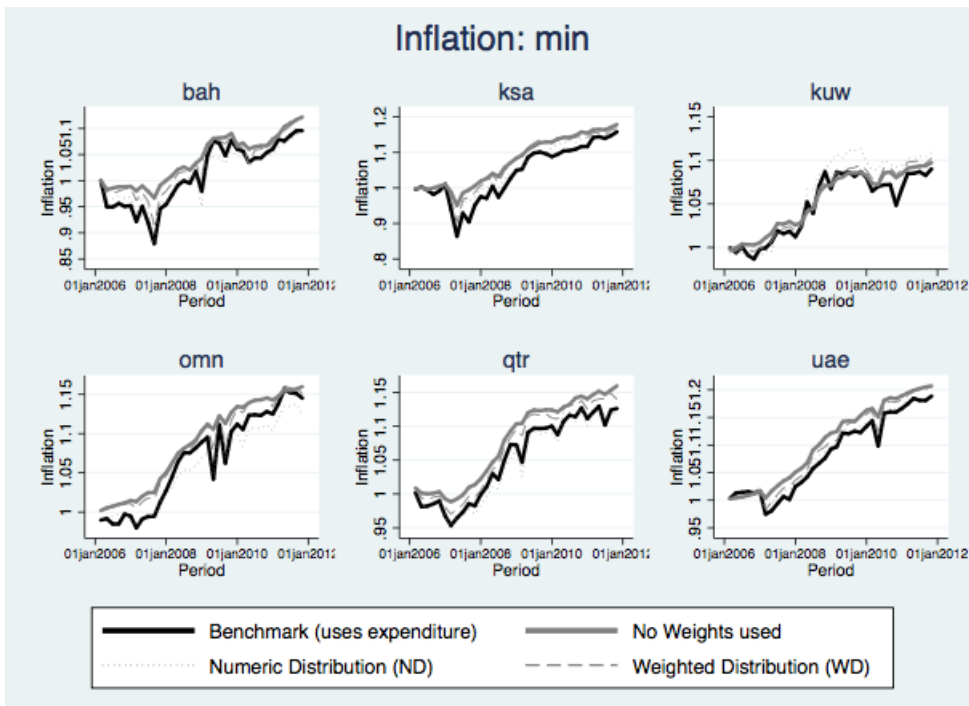 Inflation: min
bah
ksa
kuw
Inflation
.85 .9 .95 1 1.051.1
01jan2006 01jan2008 01jan2010 01jan2012
Period
Inflation
.8 .9 1 1.1 1.2
01jan2006 01jan2008 01jan2010 01jan2012
Period
Inflation
1 1.05 1.1 1.15
01jan2006 01jan2008 01jan2010 01jan2012
Period
omn
qtr
uae
Inflation
1 1.05 1.1 1.15
01jan2006 01jan2008 01jan2010 01jan2012
Period
Inflation
.95 1 1.05 1.1 1.15
01jan2006 01jan2008 01jan2010 01jan2012
Period
Inflation
.95 1 1.051.11.151.2
01jan2006 01jan2008 01jan2010 01jan2012
Period
Benchmark (uses expenditure)
No Weights used
Numeric Distribution (ND)
Weighted Distribution (WD)